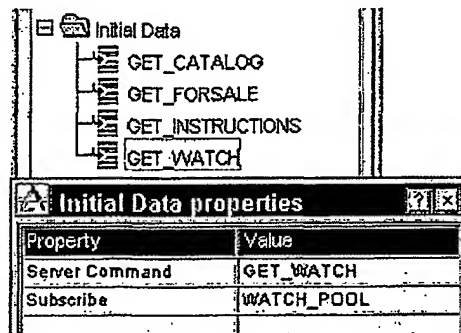 Initial Data
GET_CATALOG
GET_FORSALE
GET_INSTRUCTIONS
GET_WATCH
Initial Data properties
Property Value
Server Command GET_WATCH
Subscribe WATCH_POOL